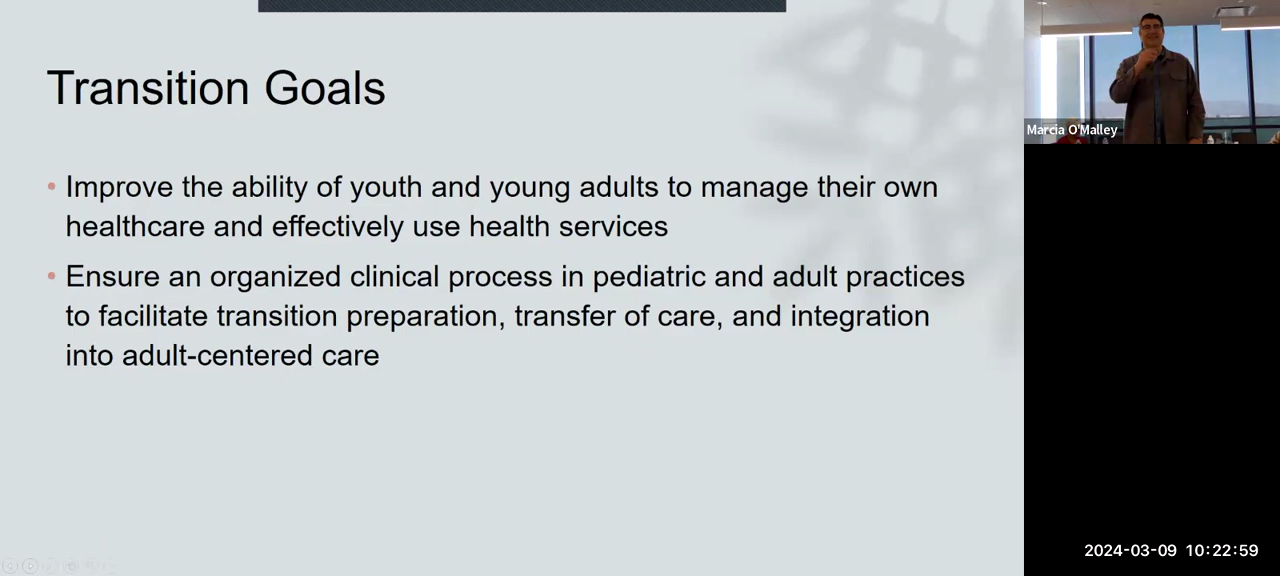 Transition Goals
• Improve the ability of youth and young adults to manage their own
healthcare and effectively use health services
• Ensure an organized clinical process in pediatric and adult practices
to facilitate transition preparation, transfer of care, and integration
into adult-centered care
Marcia O'Malley
2024-03-09 10:22:59